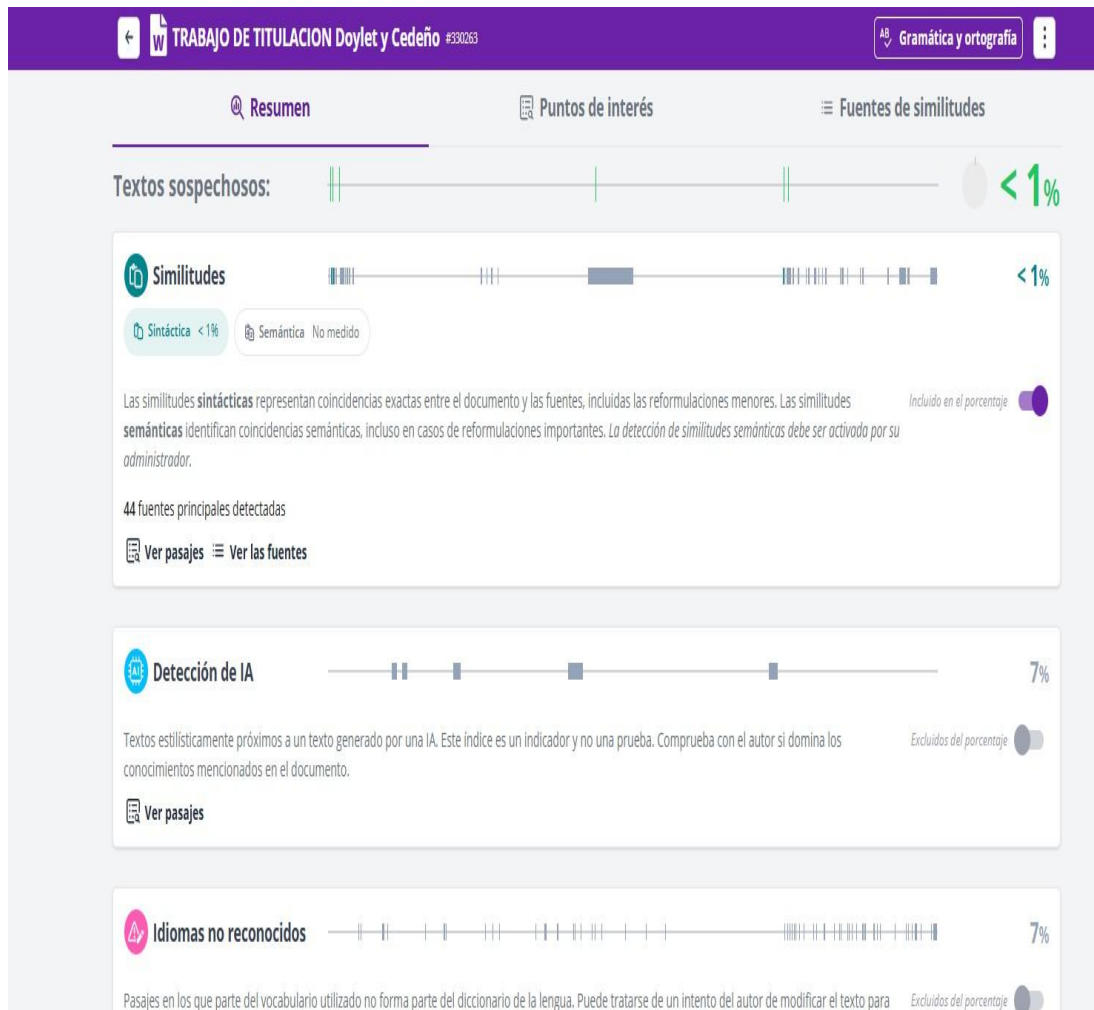 TRABAJO DE TITULACION Doylet y Cedeño #330263
Gramática y ortografía
Resumen
Puntos de interés
Fuentes de similitudes
Textos sospechosos:
< 1%
Similitudes
< 1%
Sintáctica < 1%
Semántica No medido
Las similitudes sintácticas representan coincidencias exactas entre el documento y las fuentes, incluidas las reformulaciones menores. Las similitudes
semánticas identifican coincidencias semánticas, incluso en casos de reformulaciones importantes. La detección de similitudes semánticas debe ser activada por su
administrador.
Incluido en el porcentaje
44 fuentes principales detectadas
Ver pasajes
Ver las fuentes
AI
Detección de IA
7%
Textos estilísticamente próximos a un texto generado por una IA. Este índice es un indicador y no una prueba. Comprueba con el autor si domina los
conocimientos mencionados en el documento.
Excluidos del porcentaje
Ver pasajes
Idiomas no reconocidos
7%
Pasajes en los que parte del vocabulario utilizado no forma parte del diccionario de la lengua. Puede tratarse de un intento del autor de modificar el texto para
Excluidos del porcentaje